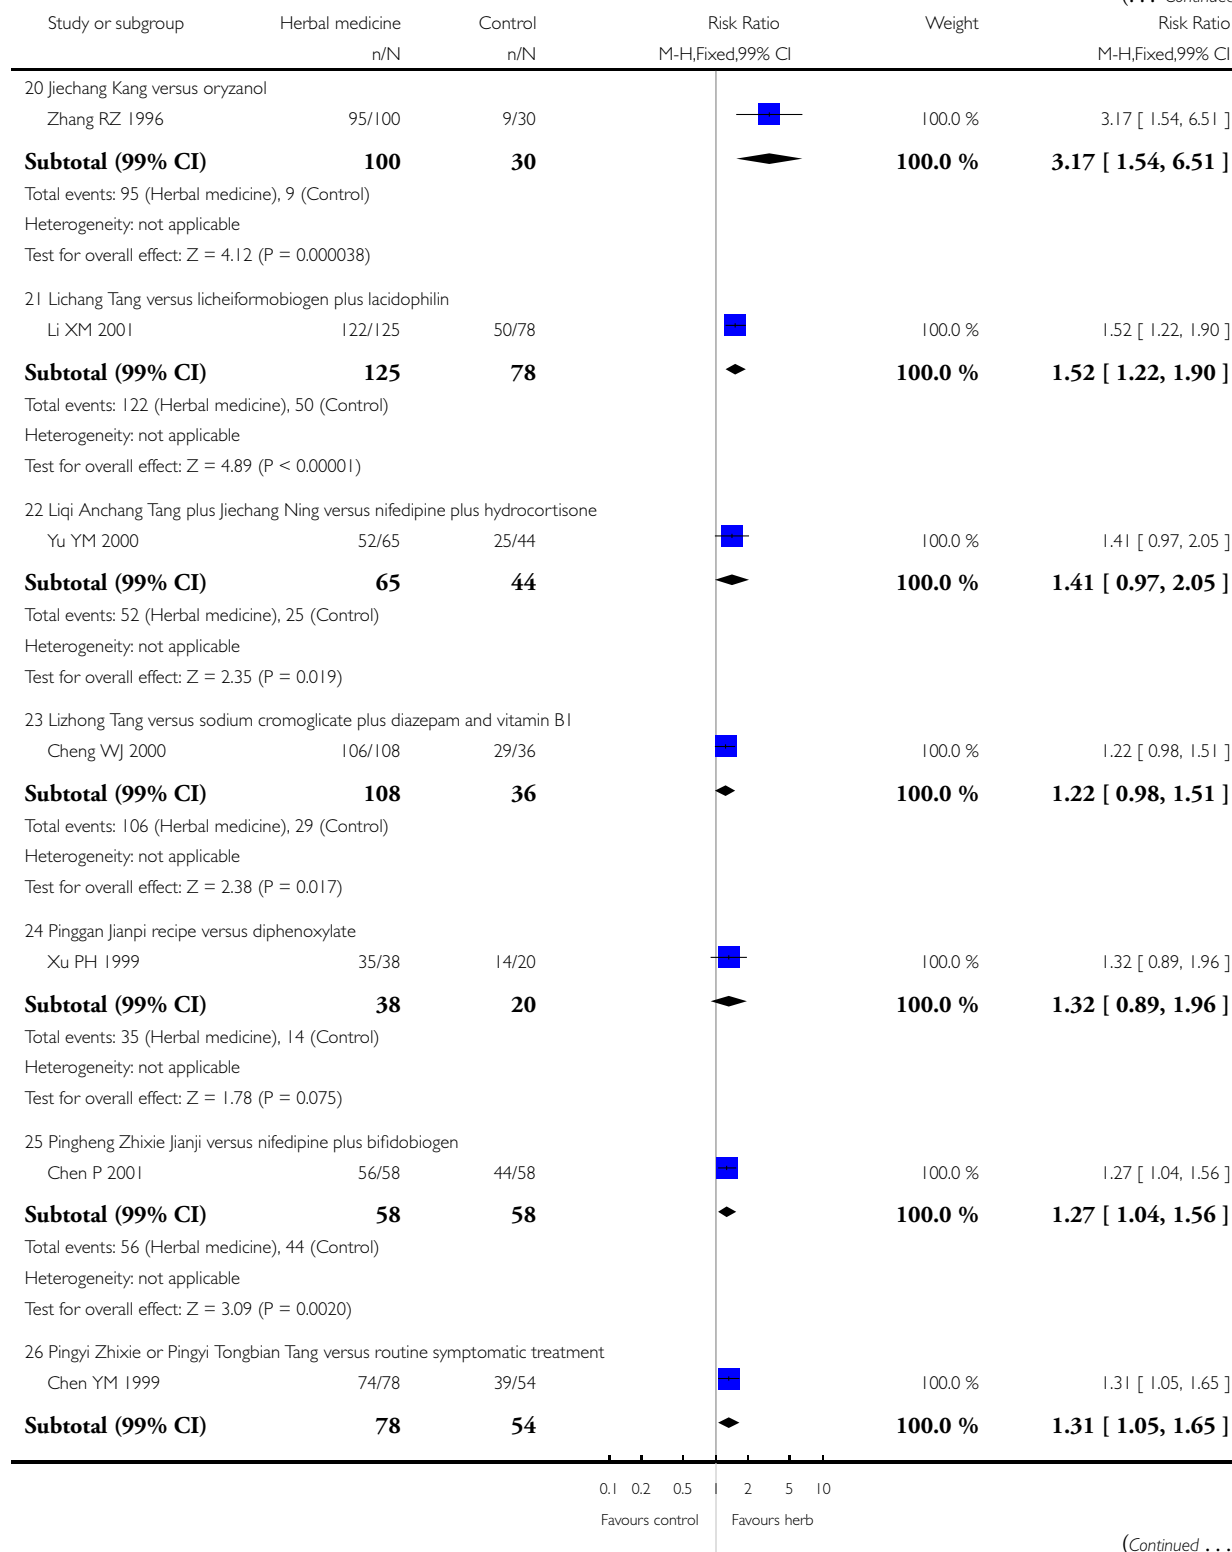 (. . . Continued
Study or subgroup Herbal medicine Control Risk Ratio Weight Risk Ratio
n/N n/N M-H,Fixed,99% CI M-H,Fixed,99% CI
20 Jiechang Kang versus oryzanol
Zhang RZ 1996 95/100 9/30 100.0 % 3.17 [ 1.54, 6.51 ]
Subtotal (99% CI) 100 30 100.0 % 3.17 [ 1.54, 6.51 ]
Total events: 95 (Herbal medicine), 9 (Control)
Heterogeneity: not applicable
Test for overall effect: Z = 4.12 (P = 0.000038)
21 Lichang Tang versus licheiformobiogen plus lacidophilin
Li XM 2001 122/125 50/78 100.0 % 1.52 [ 1.22, 1.90 ]
Subtotal (99% CI) 125 78 100.0 % 1.52 [ 1.22, 1.90 ]
Total events: 122 (Herbal medicine), 50 (Control)
Heterogeneity: not applicable
Test for overall effect: Z = 4.89 (P < 0.00001)
22 Liqi Anchang Tang plus Jiechang Ning versus nifedipine plus hydrocortisone
Yu YM 2000 52/65 25/44 100.0 % 1.41 [ 0.97, 2.05 ]
Subtotal (99% CI) 65 44 100.0 % 1.41 [ 0.97, 2.05 ]
Total events: 52 (Herbal medicine), 25 (Control)
Heterogeneity: not applicable
Test for overall effect: Z = 2.35 (P = 0.019)
23 Lizhong Tang versus sodium cromoglicate plus diazepam and vitamin B1
Cheng WJ 2000 106/108 29/36 100.0 % 1.22 [ 0.98, 1.51 ]
Subtotal (99% CI) 108 36 100.0 % 1.22 [ 0.98, 1.51 ]
Total events: 106 (Herbal medicine), 29 (Control)
Heterogeneity: not applicable
Test for overall effect: Z = 2.38 (P = 0.017)
24 Pinggan Jianpi recipe versus diphenoxylate
Xu PH 1999 35/38 14/20 100.0 % 1.32 [ 0.89, 1.96 ]
Subtotal (99% CI) 38 20 100.0 % 1.32 [ 0.89, 1.96 ]
Total events: 35 (Herbal medicine), 14 (Control)
Heterogeneity: not applicable
Test for overall effect: Z = 1.78 (P = 0.075)
25 Pingheng Zhixie Jianji versus nifedipine plus bifidobiogen
Chen P 2001 56/58 44/58 100.0 % 1.27 [ 1.04, 1.56 ]
Subtotal (99% CI) 58 58 100.0 % 1.27 [ 1.04, 1.56 ]
Total events: 56 (Herbal medicine), 44 (Control)
Heterogeneity: not applicable
Test for overall effect: Z = 3.09 (P = 0.0020)
26 Pingyi Zhixie or Pingyi Tongbian Tang versus routine symptomatic treatment
Chen YM 1999 74/78 39/54 100.0 % 1.31 [ 1.05, 1.65 ]
Subtotal (99% CI) 78 54 100.0 % 1.31 [ 1.05, 1.65 ]
0.1 0.2 0.5 1 2 5 10
Favours control Favours herb
(Continued . . .